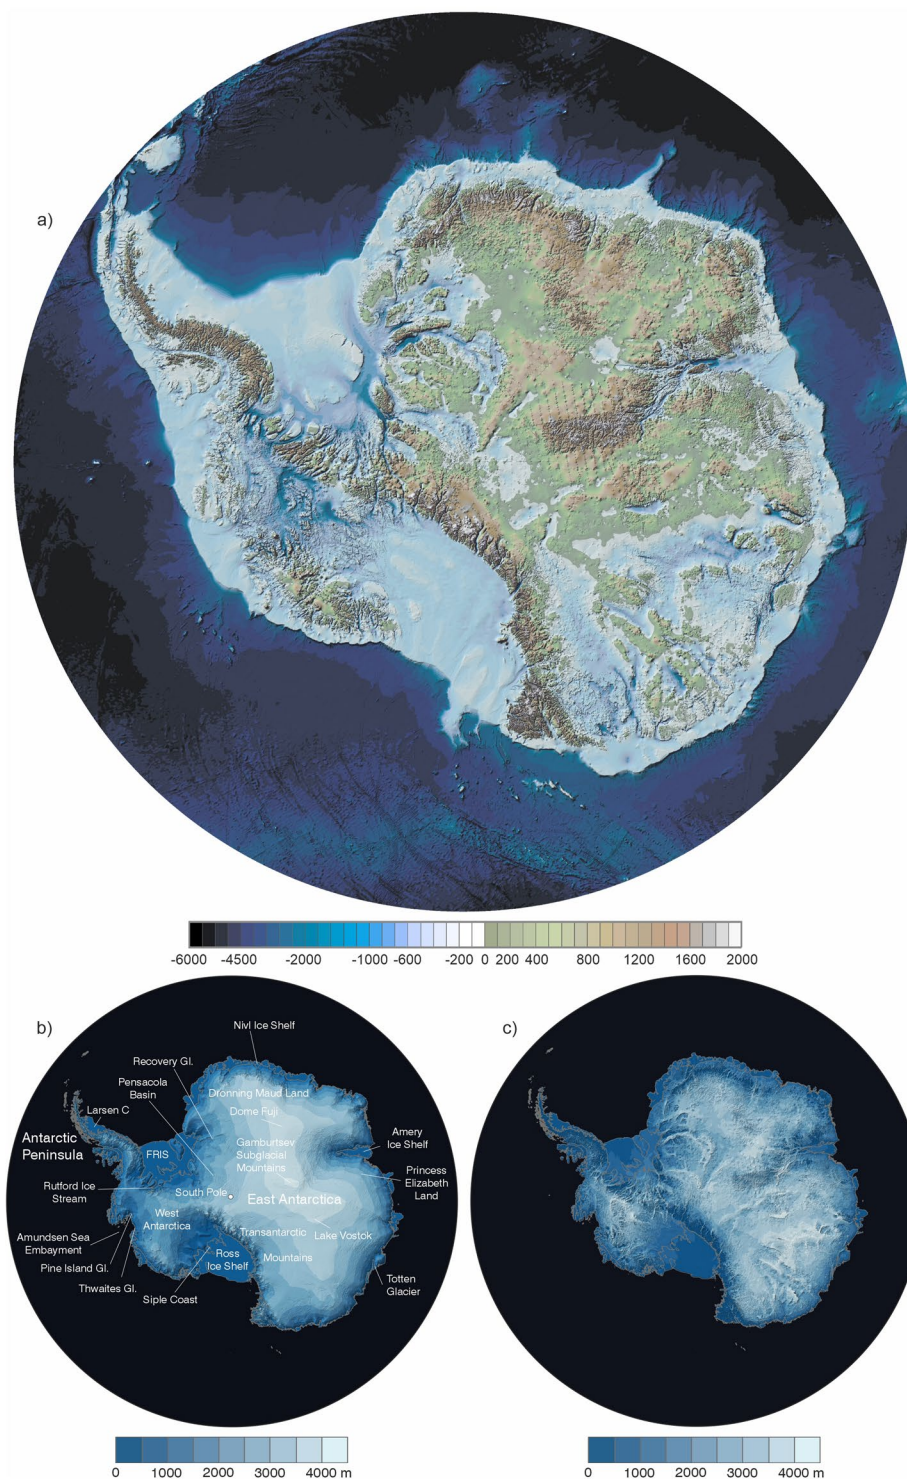 a)
-6000 -4500 -2000 -1000 -600 -200 0 200 400 800 1200 1600 2000
b)
c)
Nivl Ice Shelf
Recovery Gl.
Pensacola
Basin
Dronning Maud Land
Dome Fuji
Larsen C
Antarctic
Peninsula
FRIS
Gamburtsev
Subglacial
Mountains
Amery
Ice Shelf
Princess
Elizabeth
Land
Rutford Ice
Stream
South Pole
East Antarctica
West
Antarctica
Transantarctic
Mountains
Lake Vostok
Amundsen Sea
Embayment
Pine Island Gl.
Thwaites Gl.
Siple Coast
Ross
Ice Shelf
Totten
Glacier
0 1000 2000 3000 4000 m
0 1000 2000 3000 4000 m